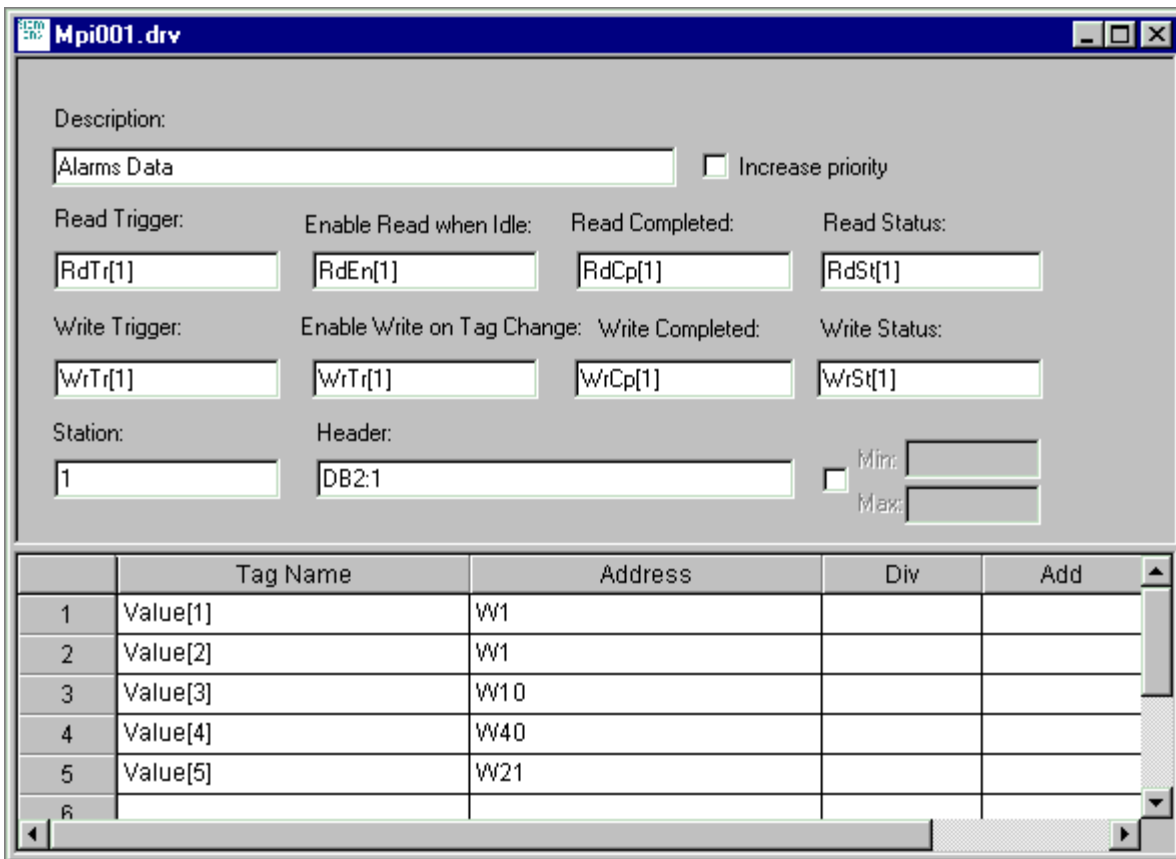 Mpi001.drv
Description:
Alarms Data
Increase priority
Read Trigger: Enable Read when Idle: Read Completed: Read Status:
RdTr[1] RdEn[1] RdCp[1] RdSt[1]
Write Trigger: Enable Write on Tag Change: Write Completed: Write Status:
WrTr[1] WrTr[1] WrCp[1] WrSt[1]
Station: Header:
1 DB2:1
Min:
Max:
Tag Name Address Div Add
1 Value[1] W1
2 Value[2] W1
3 Value[3] W10
4 Value[4] W40
5 Value[5] W21
6